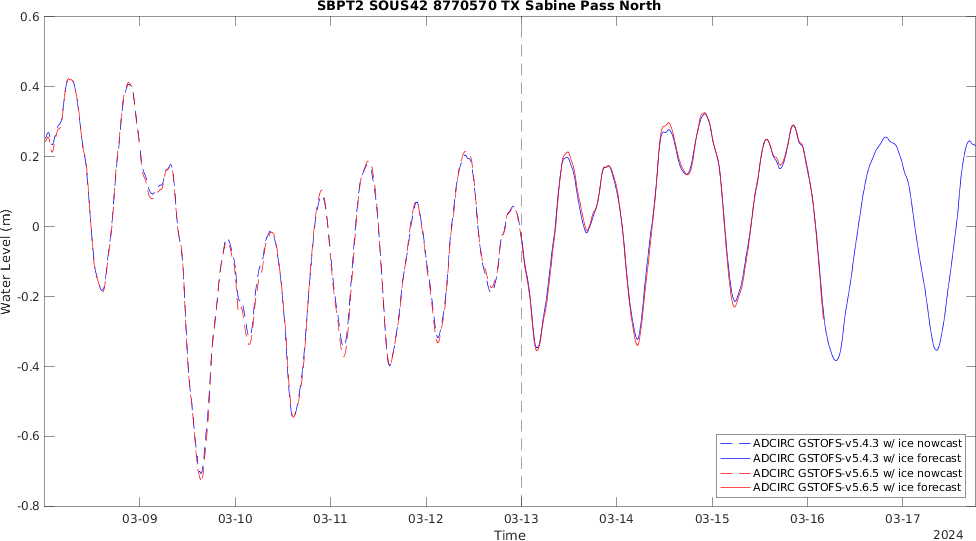 SBPT2 SOUS42 8770570 TX Sabine Pass North
0.6
0.4
0.2
0
-0.2
-0.4
-0.6
-0.8
Water Level (m)
ADCIRC GSTOFS-v5.4.3 w/ ice nowcast
ADCIRC GSTOFS-v5.4.3 w/ ice forecast
ADCIRC GSTOFS-v5.6.5 w/ ice nowcast
ADCIRC GSTOFS-v5.6.5 w/ ice forecast
03-09 03-10 03-11 03-12 03-13 03-14 03-15 03-16 03-17
Time
2024